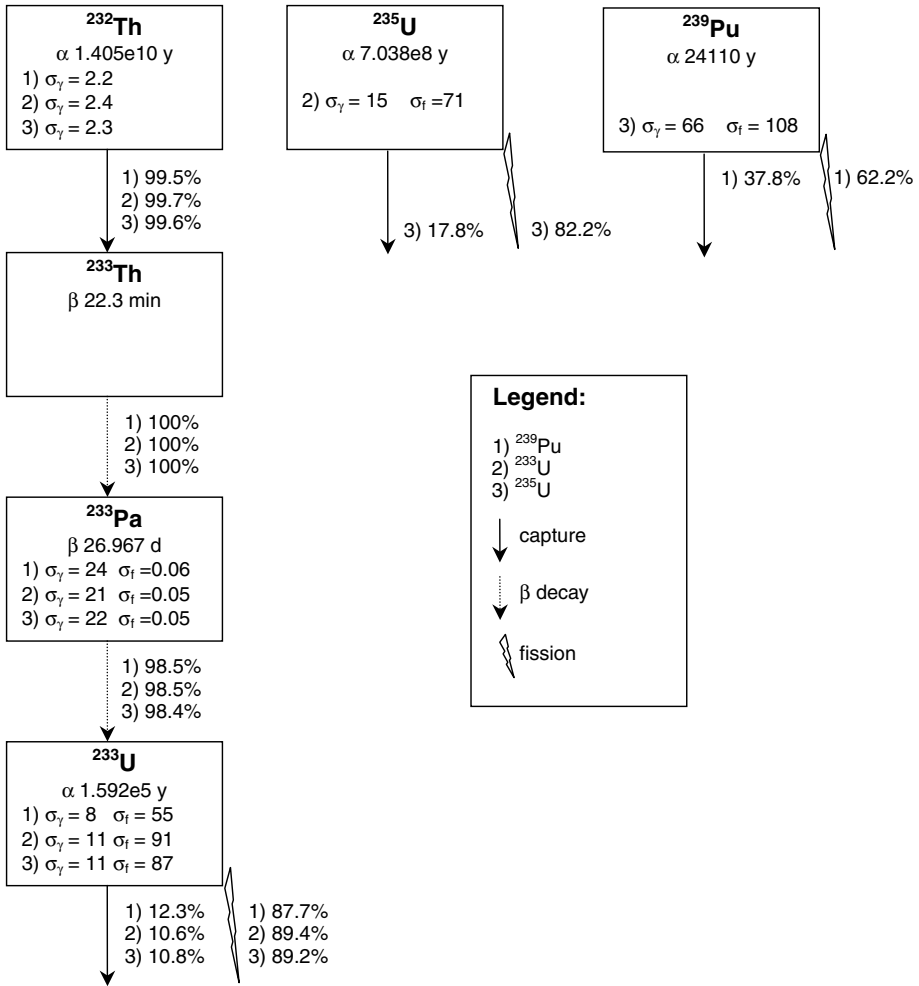 ²³²Th
α 1.405e10 y
1) σγ = 2.2
2) σγ = 2.4
3) σγ = 2.3
1) 99.5%
2) 99.7%
3) 99.6%
²³³Th
β 22.3 min
1) 100%
2) 100%
3) 100%
²³³Pa
β 26.967 d
1) σγ = 24 σf =0.06
2) σγ = 21 σf =0.05
3) σγ = 22 σf =0.05
1) 98.5%
2) 98.5%
3) 98.4%
²³³U
α 1.592e5 y
1) σγ = 8 σf = 55
2) σγ = 11 σf = 91
3) σγ = 11 σf = 87
1) 12.3%
2) 10.6%
3) 10.8%
1) 87.7%
2) 89.4%
3) 89.2%
²³⁵U
α 7.038e8 y
2) σγ = 15 σf =71
3) 17.8%
3) 82.2%
²³⁹Pu
α 24110 y
3) σγ = 66 σf = 108
1) 37.8%
1) 62.2%
Legend:
1) ²³⁹Pu
2) ²³³U
3) ²³⁵U
capture
β decay
fission